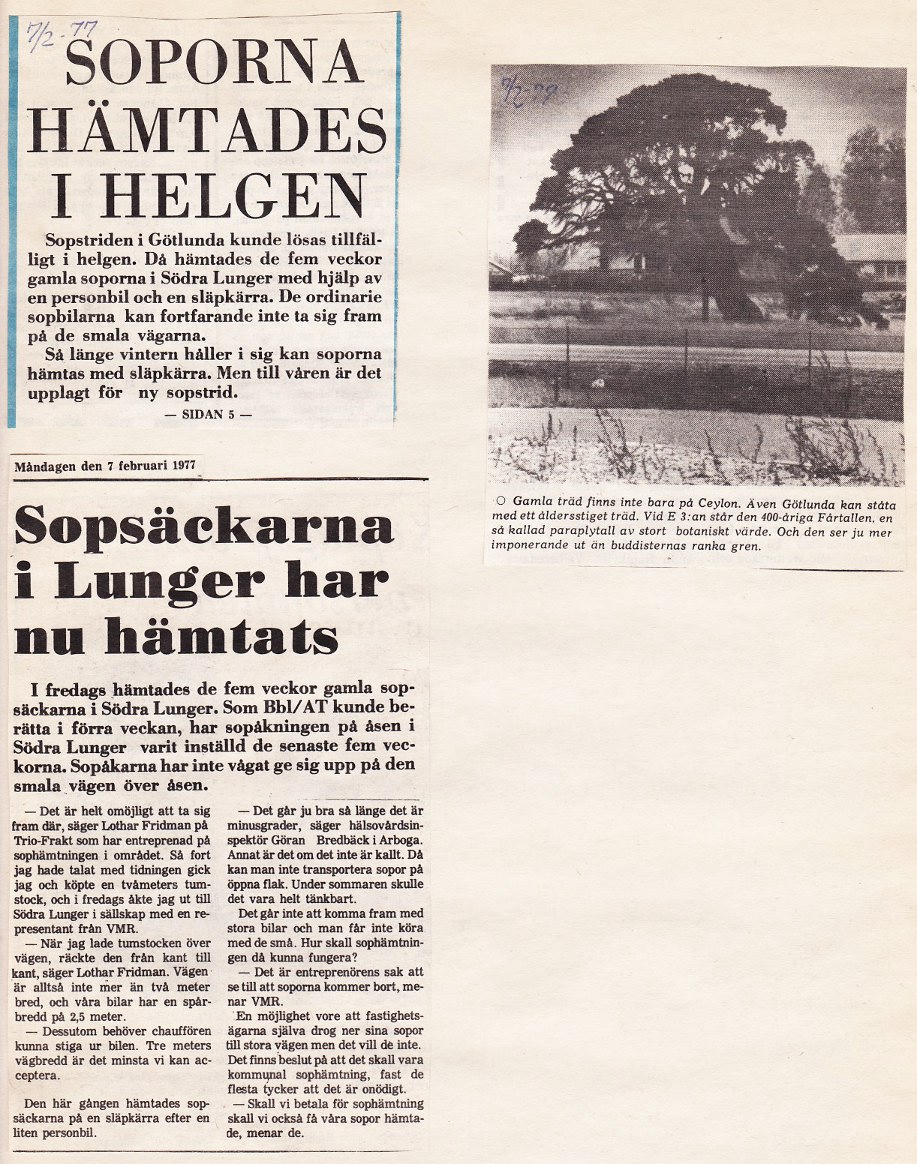 7/2-77
SOPORNA
HÄMTADES
I HELGEN
Sopstriden i Götlunda kunde lösas tillfäl-
ligt i helgen. Då hämtades de fem veckor
gamla soporna i Södra Lunger med hjälp av
en personbil och en släpkärra. De ordinarie
sopbilarna kan fortfarande inte ta sig fram
på de smala vägarna.
Så länge vintern håller i sig kan soporna
hämtas med släpkärra. Men till våren är det
upplagt för ny sopstrid.
— SIDAN 5 —
Måndagen den 7 februari 1977
Sopsäckarna
i Lunger har
nu hämtats
I fredags hämtades de fem veckor gamla sop-
säckarna i Södra Lunger. Som Bbl/AT kunde be-
rätta i förra veckan, har sopåkningen på åsen i
Södra Lunger varit inställd de senaste fem vec-
korna. Sopåkarna har inte vågat ge sig upp på den
smala vägen över åsen.
— Det är helt omöjligt att ta sig
fram där, säger Lothar Fridman på
Trio-Frakt som har entreprenad på
sophämtningen i området. Så fort
jag hade talat med tidningen gick
jag och köpte en tvåmeters tum-
stock, och i fredags åkte jag ut till
Södra Lunger i sällskap med en re-
presentant från VMR.
— När jag lade tumstocken över
vägen, räckte den från kant till
kant, säger Lothar Fridman. Vägen
är alltså inte mer än två meter
bred, och våra bilar har en spår-
bredd på 2,5 meter.
— Dessutom behöver chauffören
kunna stiga ur bilen. Tre meters
vägbredd är det minsta vi kan ac-
ceptera.
Den här gången hämtades sop-
säckarna på en släpkärra efter en
liten personbil.
— Det går ju bra så länge det är
minusgrader, säger hälsovårdsin-
spektör Göran Bredbäck i Arboga.
Annat är det om det inte är kallt. Då
kan man inte transportera sopor på
öppna flak. Under sommaren skulle
det vara helt tänkbart.
Det går inte att komma fram med
stora bilar och man får inte köra
med de små. Hur skall sophämtnin-
gen då kunna fungera?
— Det är entreprenörens sak att
se till att soporna kommer bort, me-
nar VMR.
En möjlighet vore att fastighets-
ägarna själva drog ner sina sopor
till stora vägen men det vill de inte.
Det finns beslut på att det skall vara
kommunal sophämtning, fast de
flesta tycker att det är onödigt.
— Skall vi betala för sophämtning
skall vi också få våra sopor hämta-
de, menar de.
7/2-79
O Gamla träd finns inte bara på Ceylon. Även Götlunda kan ståta
med ett åldersstiget träd. Vid E 3:an står den 400-åriga Fårtallen, en
så kallad paraplytall av stort botaniskt värde. Och den ser ju mer
imponerande ut än buddisternas ranka gren.